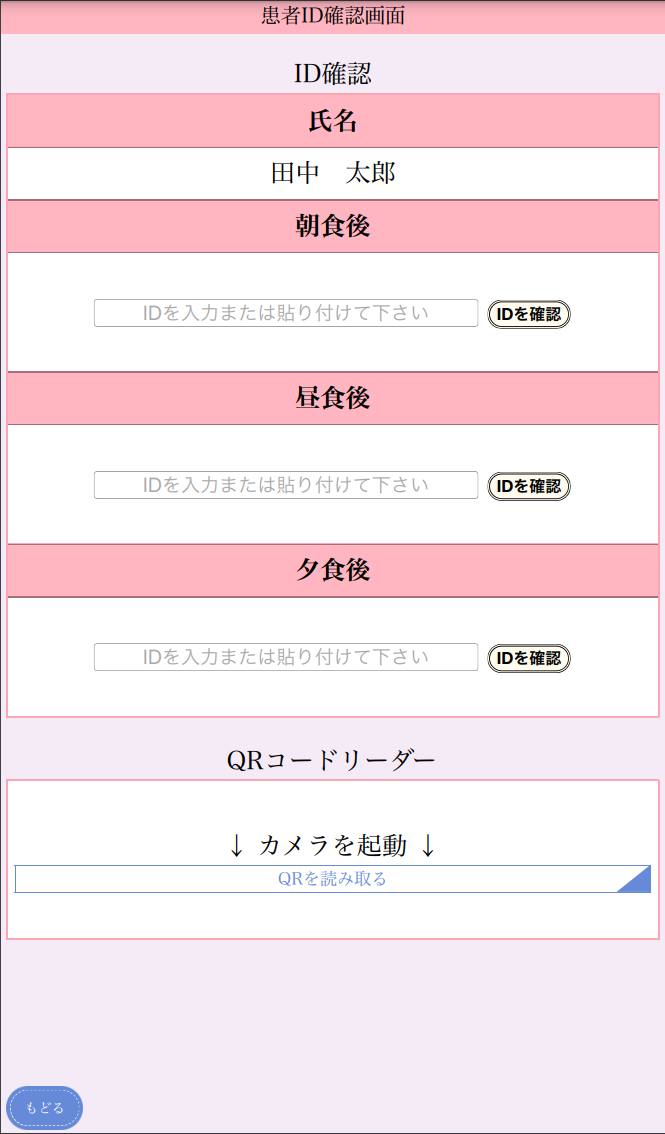 患者ID確認画面
ID確認
氏名
田中　太郎
朝食後
IDを入力または貼り付けて下さい IDを確認
昼食後
IDを入力または貼り付けて下さい IDを確認
夕食後
IDを入力または貼り付けて下さい IDを確認
QRコードリーダー
↓ カメラを起動 ↓
QRを読み取る
もどる